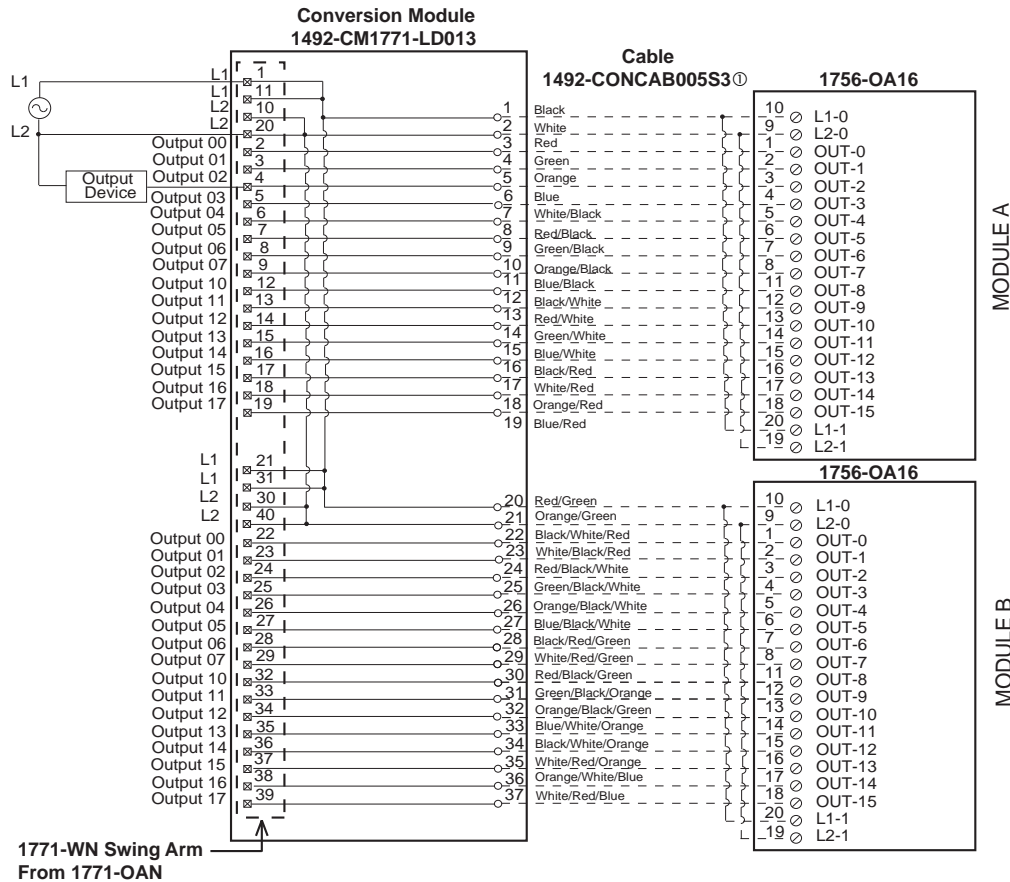 Conversion Module
1492-CM1771-LD013
Cable
1492-CONCAB005S3①
1756-OA16
L1
L2
Output Device
L1 1
L1 11
L2 10
L2 20
Output 00 2
Output 01 3
Output 02 4
Output 03 5
Output 04 6
Output 05 7
Output 06 8
Output 07 9
Output 10 12
Output 11 13
Output 12 14
Output 13 15
Output 14 16
Output 15 17
Output 16 18
Output 17 19
1 Black 10 L1-0
2 White 9 L2-0
3 Red 1 OUT-0
4 Green 2 OUT-1
5 Orange 3 OUT-2
6 Blue 4 OUT-3
7 White/Black 5 OUT-4
8 Red/Black 6 OUT-5
9 Green/Black 7 OUT-6
10 Orange/Black 8 OUT-7
11 Blue/Black 11 OUT-8
12 Black/White 12 OUT-9
13 Red/White 13 OUT-10
14 Green/White 14 OUT-11
15 Blue/White 15 OUT-12
16 Black/Red 16 OUT-13
17 White/Red 17 OUT-14
18 Orange/Red 18 OUT-15
19 Blue/Red 20 L1-1
19 L2-1
MODULE A
1756-OA16
L1 21
L1 31
L2 30
L2 40
Output 00 22
Output 01 23
Output 02 24
Output 03 25
Output 04 26
Output 05 27
Output 06 28
Output 07 29
Output 10 32
Output 11 33
Output 12 34
Output 13 35
Output 14 36
Output 15 37
Output 16 38
Output 17 39
20 Red/Green 10 L1-0
21 Orange/Green 9 L2-0
22 Black/White/Red 1 OUT-0
23 White/Black/Red 2 OUT-1
24 Red/Black/White 3 OUT-2
25 Green/Black/White 4 OUT-3
26 Orange/Black/White 5 OUT-4
27 Blue/Black/White 6 OUT-5
28 Black/Red/Green 7 OUT-6
29 White/Red/Green 8 OUT-7
30 Red/Black/Green 11 OUT-8
31 Green/Black/Orange 12 OUT-9
32 Orange/Black/Green 13 OUT-10
33 Blue/White/Orange 14 OUT-11
34 Black/White/Orange 15 OUT-12
35 White/Red/Orange 16 OUT-13
36 Orange/White/Blue 17 OUT-14
37 White/Red/Blue 18 OUT-15
20 L1-1
19 L2-1
MODULE B
1771-WN Swing Arm
From 1771-OAN